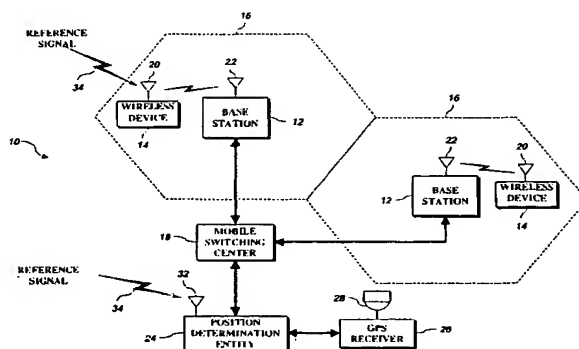 16
REFERENCE
SIGNAL
20
22
34
WIRELESS
DEVICE
14
BASE
STATION
12
16
10
22
20
12
BASE
STATION
WIRELESS
DEVICE
14
18
MOBILE
SWITCHING
CENTER
REFERENCE
SIGNAL
32
28
34
24
POSITION
DETERMINATION
ENTITY
GPS
RECEIVER
26